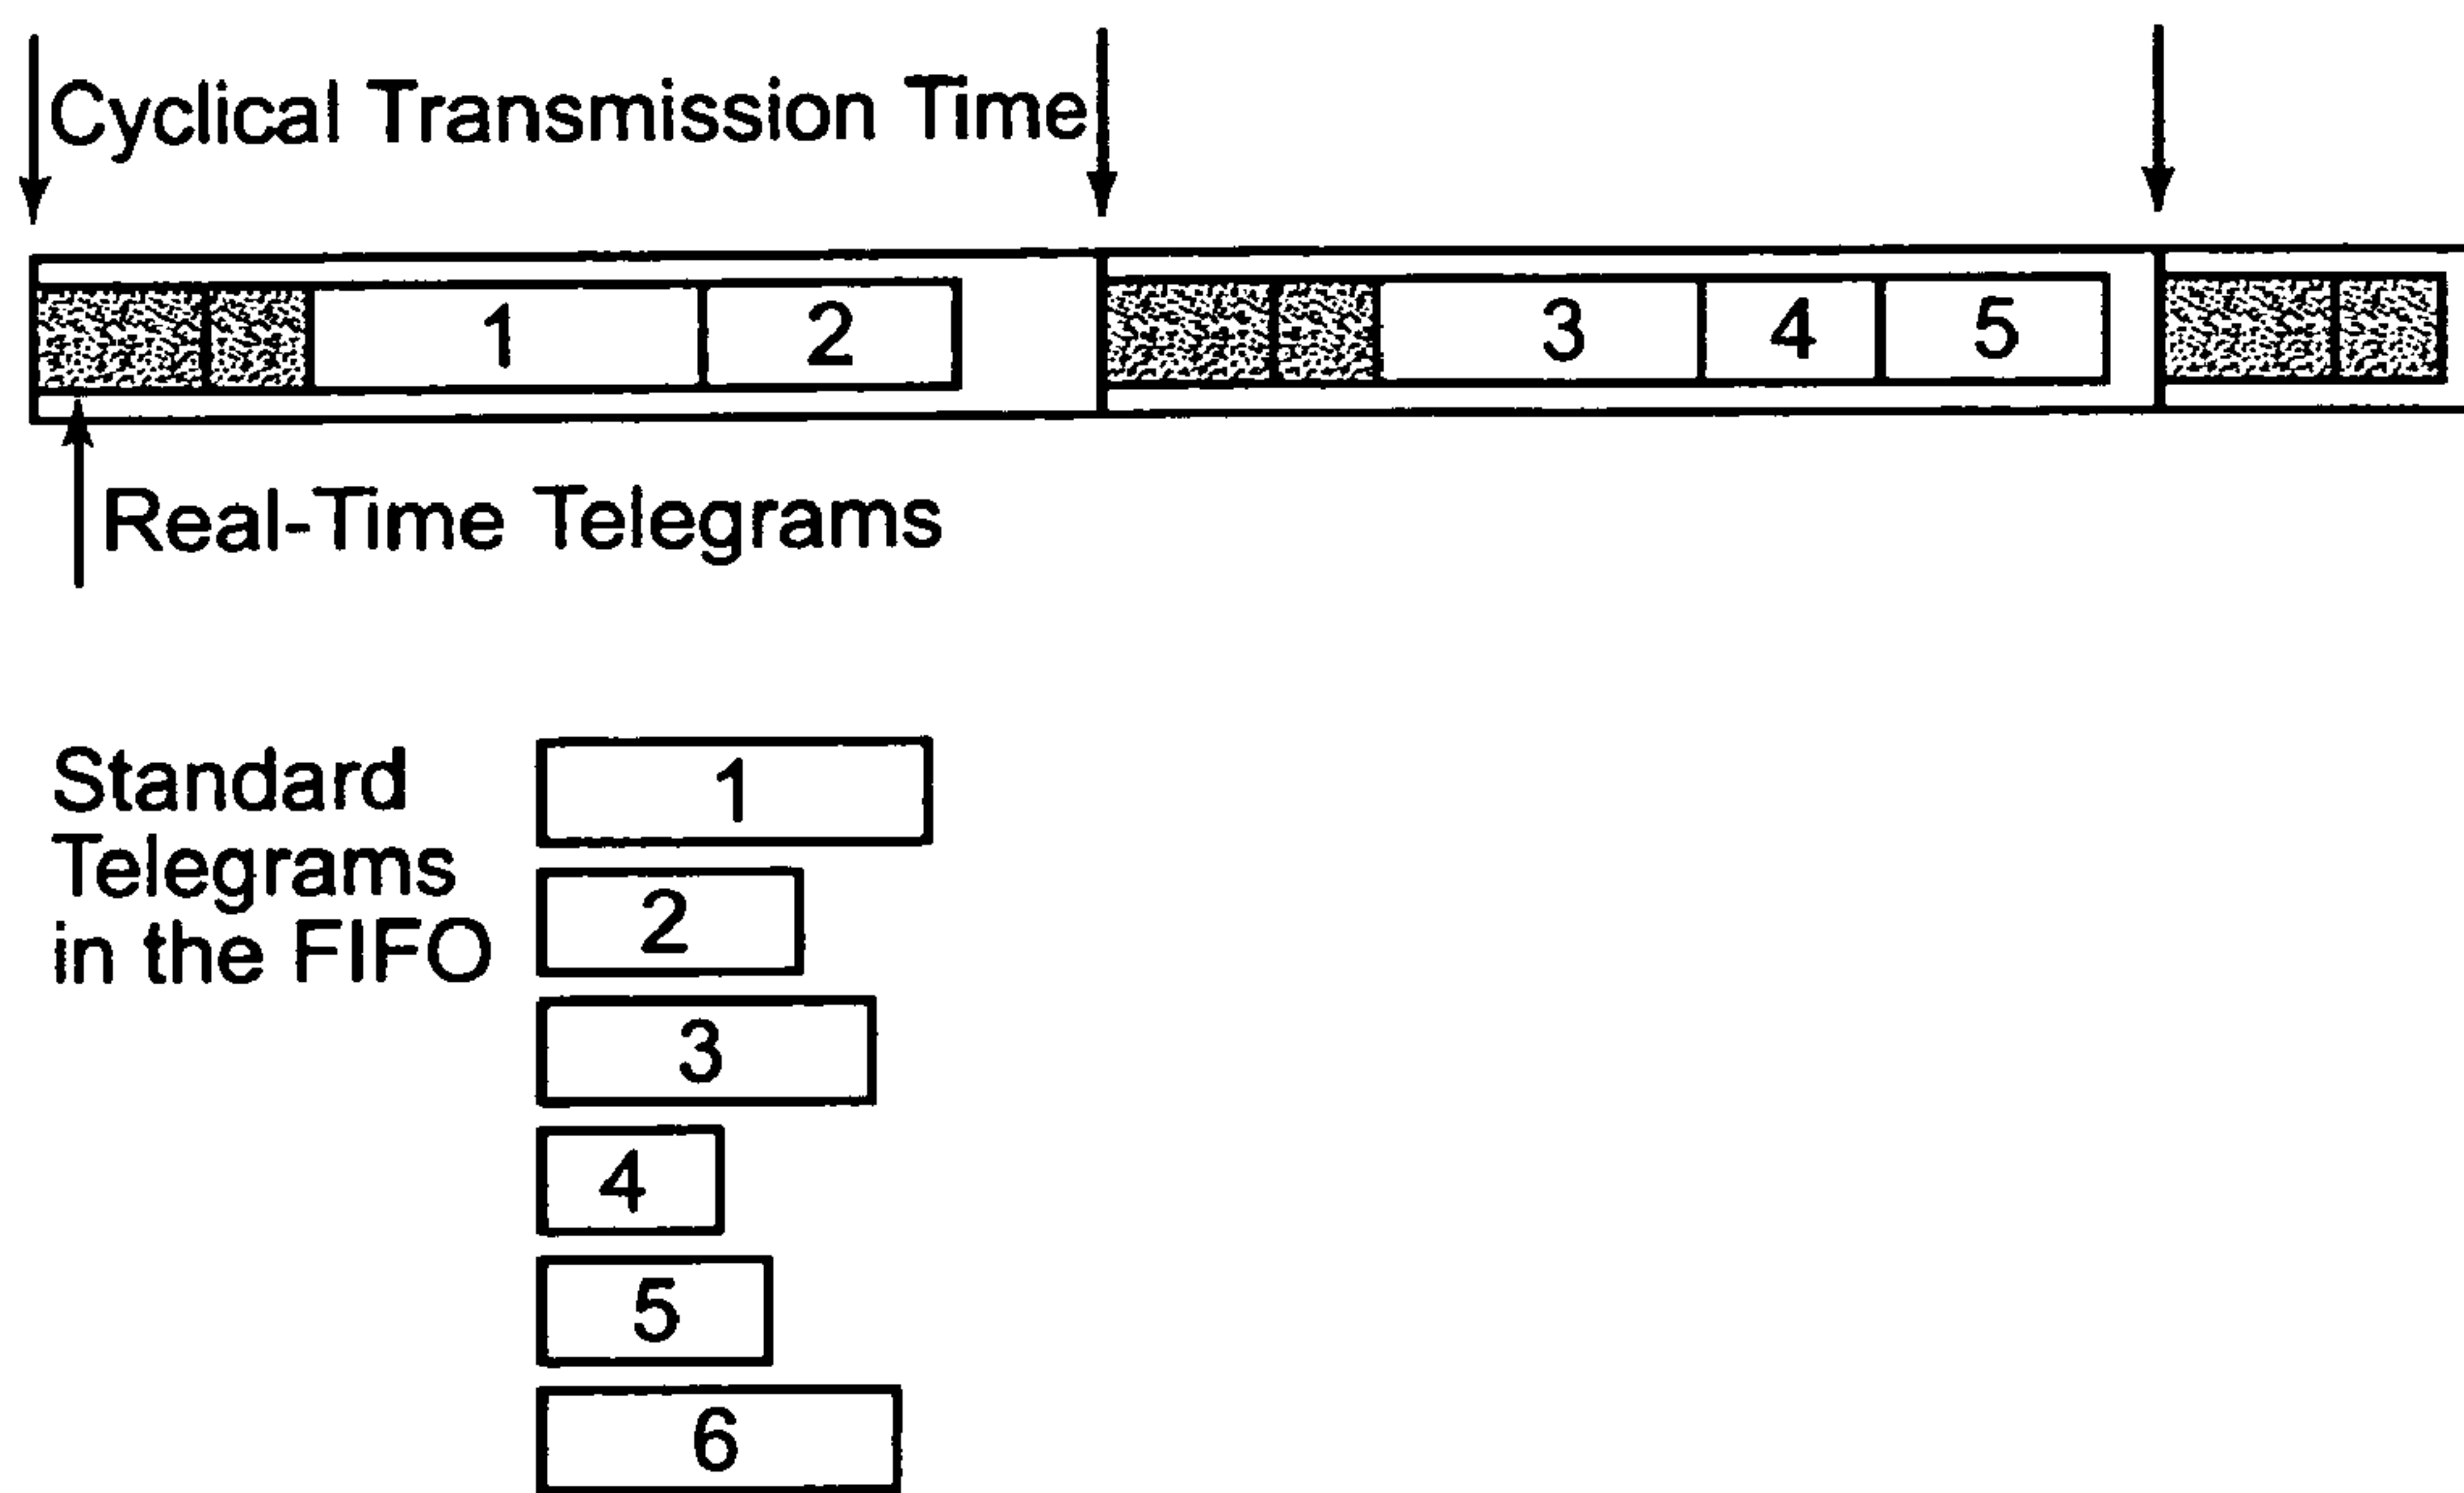 Cyclical Transmission Time
1 2 3 4 5
Real-Time Telegrams
Standard
Telegrams
in the FIFO
1
2
3
4
5
6